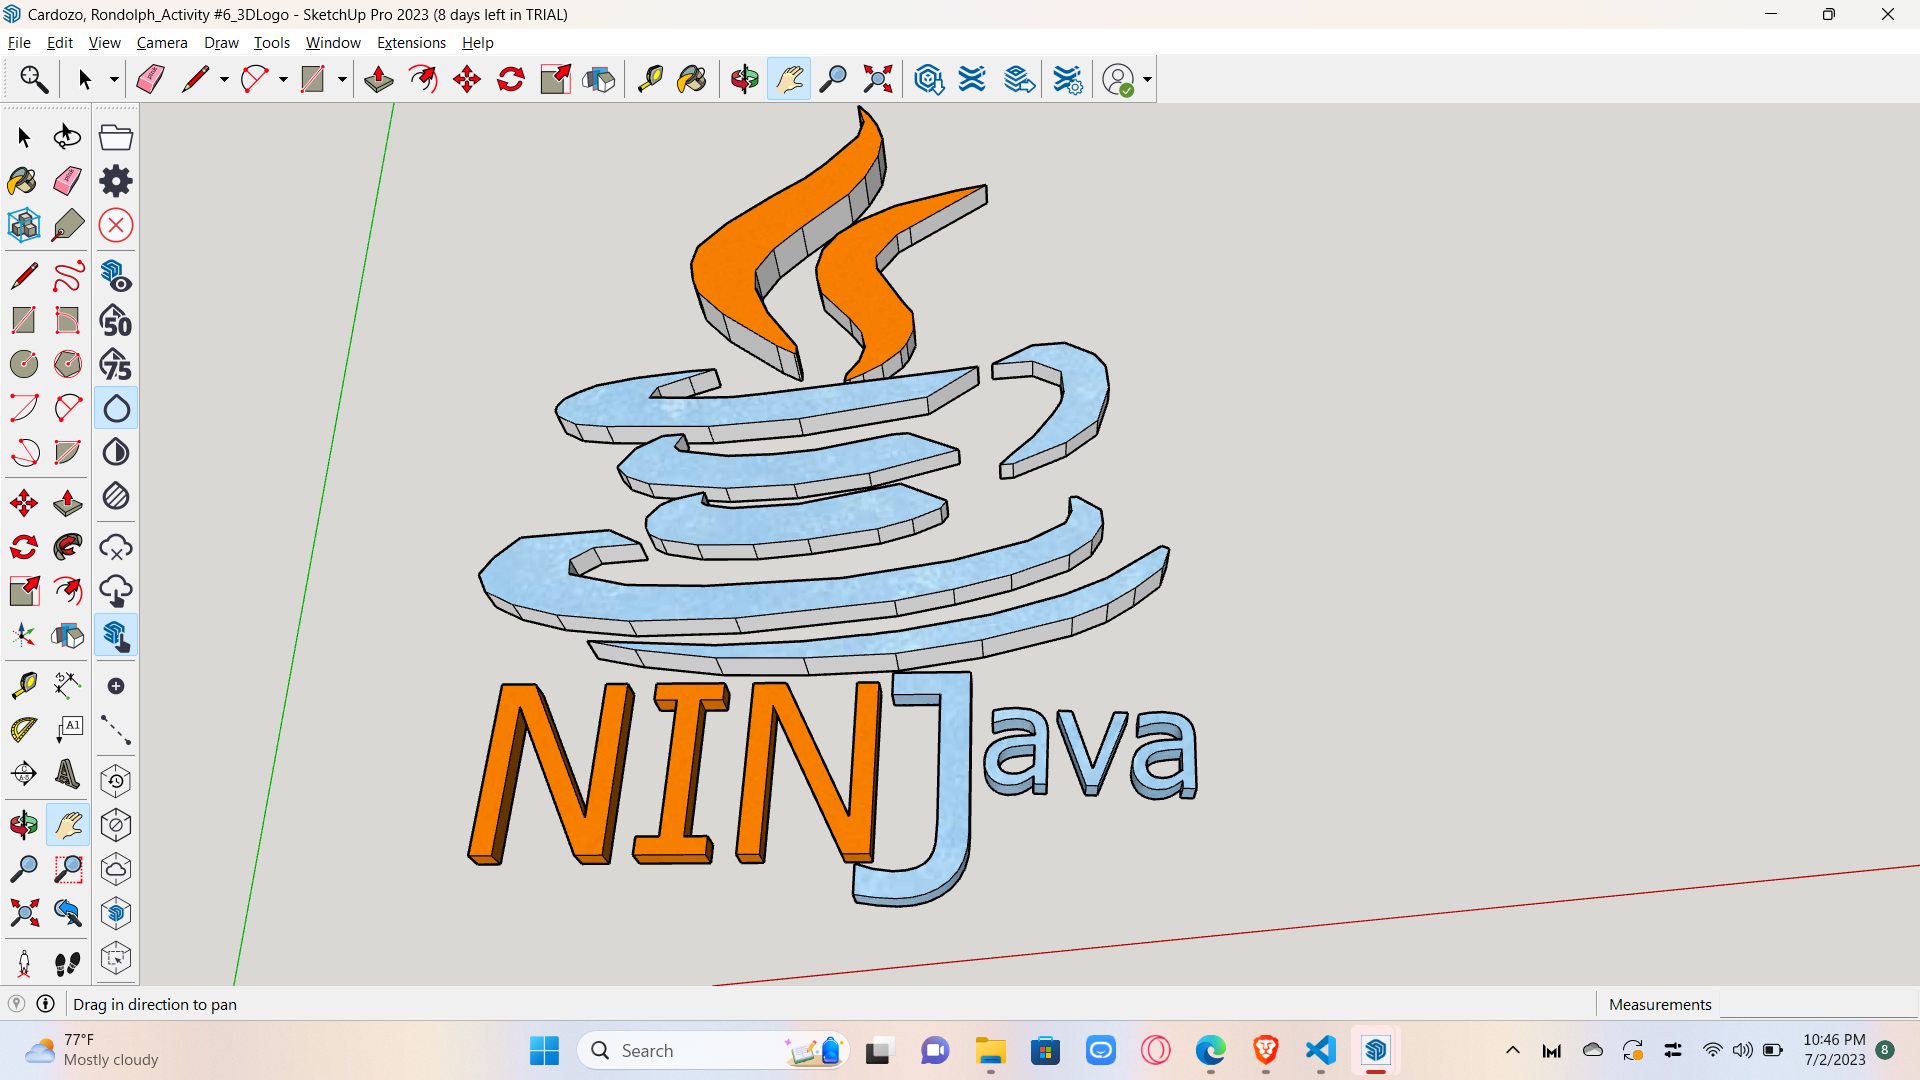 Cardozo, Rondolph_Activity #6_3DLogo - SketchUp Pro 2023 (8 days left in TRIAL)
File Edit View Camera Draw Tools Window Extensions Help
50
75
A1
NINJava
Drag in direction to pan
Measurements
77°F
Mostly cloudy
Search
10:46 PM
7/2/2023
8